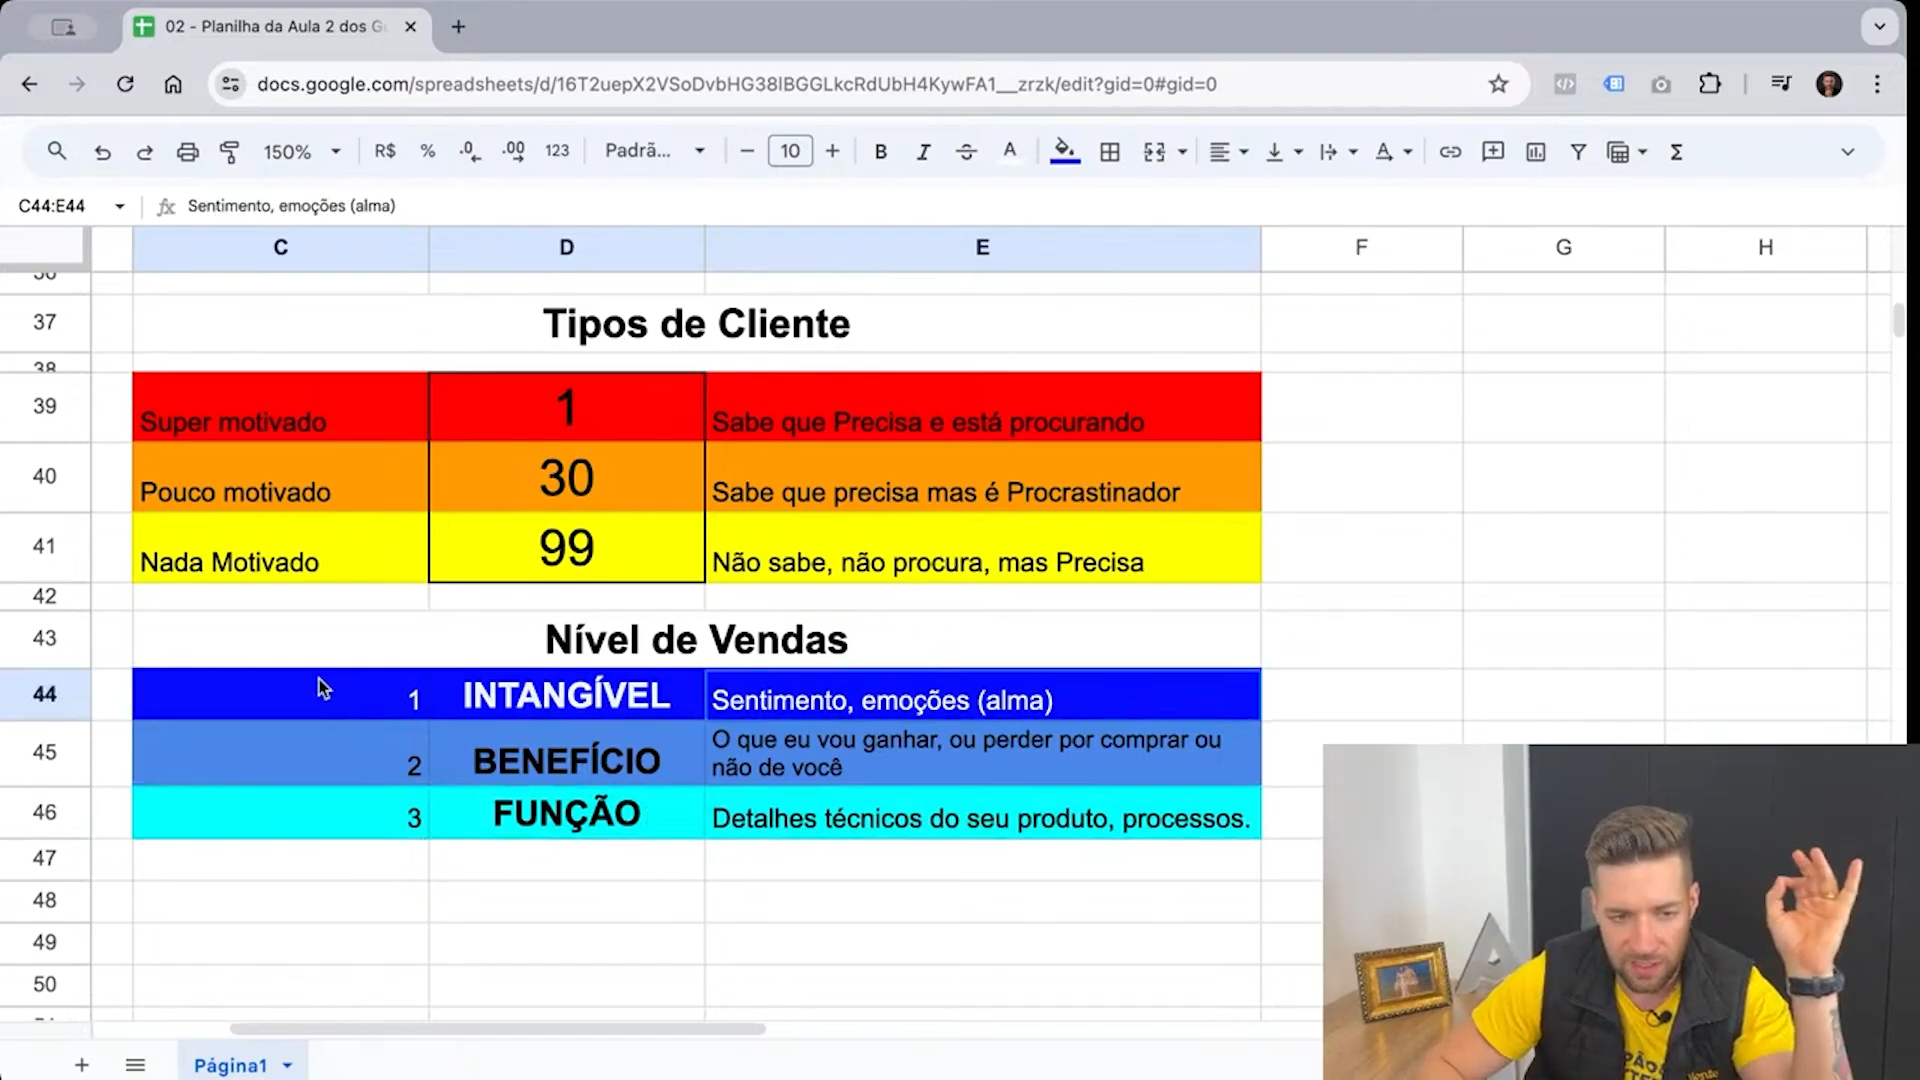 02 - Planilha da Aula 2 dos G
docs.google.com/spreadsheets/d/16T2uepX2VSoDvbHG38IBGGLkcRdUbH4KywFA1__zrzk/edit?gid=0#gid=0
150% R$ % .0 .00 123 Padrã... 10 B I S A Σ
C44:E44 fx Sentimento, emoções (alma)
C D E F G H
36
37 Tipos de Cliente
38
39 Super motivado 1 Sabe que Precisa e está procurando
40 Pouco motivado 30 Sabe que precisa mas é Procrastinador
41 Nada Motivado 99 Não sabe, não procura, mas Precisa
42
43 Nível de Vendas
44 1 INTANGÍVEL Sentimento, emoções (alma)
45 2 BENEFÍCIO O que eu vou ganhar, ou perder por comprar ou
não de você
46 3 FUNÇÃO Detalhes técnicos do seu produto, processos.
47
48
49
50
Página1